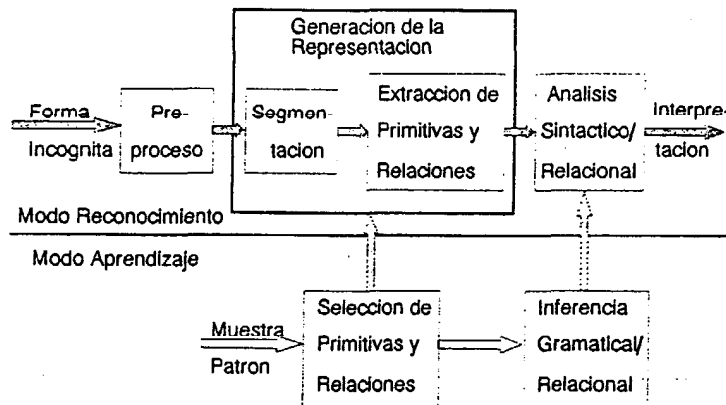 Generacion de la
Representacion
Forma
Incognita
Pre-
proceso
Segmen-
tacion
Extraccion de
Primitivas y
Relaciones
Analisis
Sintactico/
Relacional
Interpre-
tacion
Modo Reconocimiento
Modo Aprendizaje
Muestra
Patron
Seleccion de
Primitivas y
Relaciones
Inferencia
Gramatical/
Relacional